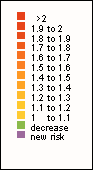 >2
1.9 to 2
1.8 to 1.9
1.7 to 1.8
1.6 to 1.7
1.5 to 1.6
1.4 to 1.5
1.3 to 1.4
1.2 to 1.3
1.1 to 1.2
1 to 1.1
decrease
new risk